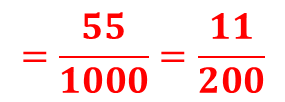 = 55/1000 = 11/200